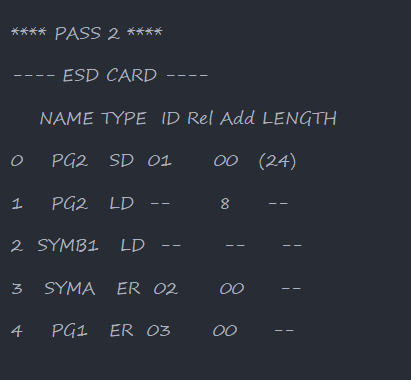 **** PASS 2 ****
---- ESD CARD ----
NAME TYPE ID Rel Add LENGTH
0 PG2 SD 01 00 (24)
1 PG2 LD -- 8 --
2 SYMB1 LD -- -- --
3 SYMA ER 02 00 --
4 PG1 ER 03 00 --